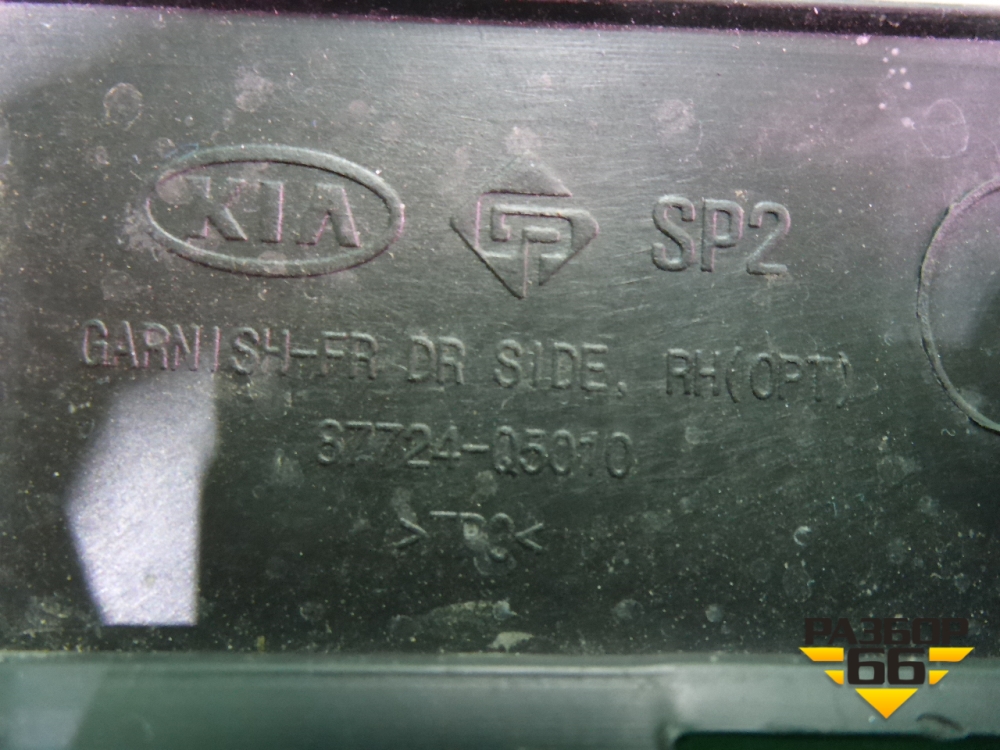 KIA SP2
GARNISH-FR DR SIDE, RH(OPT)
87724-Q5010
>TPO<
РАЗБОР
66